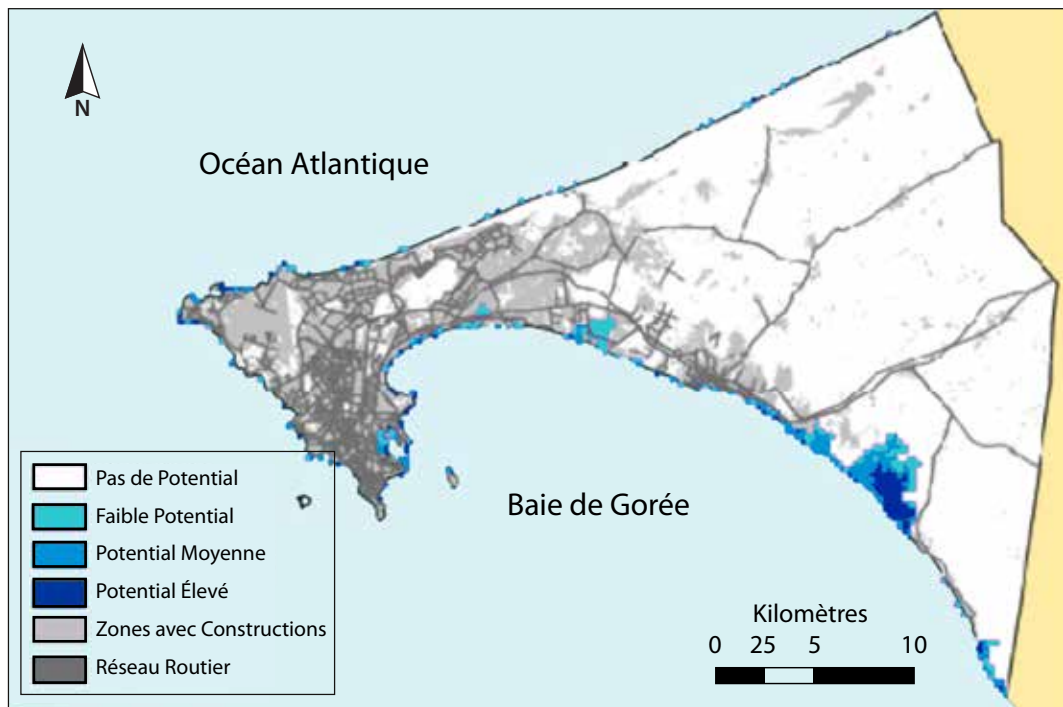 N
Océan Atlantique
Baie de Gorée
Pas de Potential
Faible Potential
Potential Moyenne
Potential Élevé
Zones avec Constructions
Réseau Routier
Kilomètres
0 25 5 10